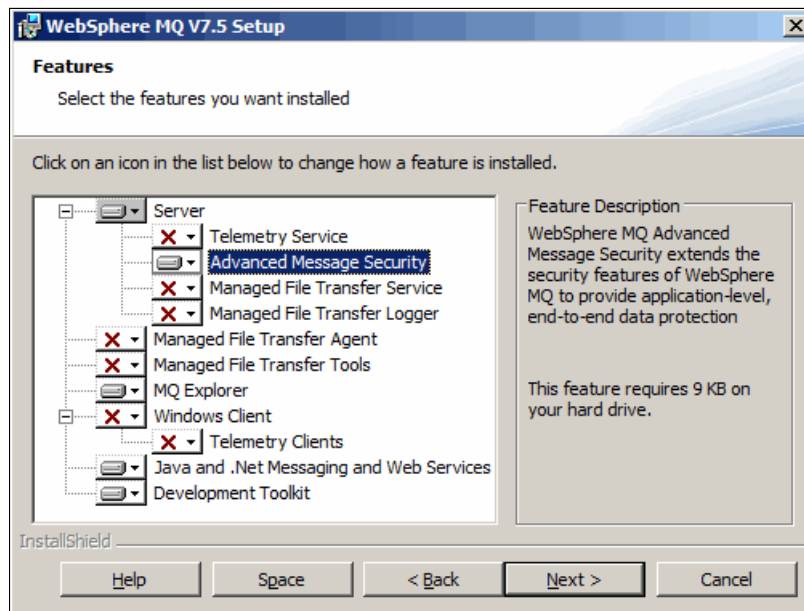 WebSphere MQ V7.5 Setup
Features
Select the features you want installed
Click on an icon in the list below to change how a feature is installed.
Server
Telemetry Service
Advanced Message Security
Managed File Transfer Service
Managed File Transfer Logger
Managed File Transfer Agent
Managed File Transfer Tools
MQ Explorer
Windows Client
Telemetry Clients
Java and .Net Messaging and Web Services
Development Toolkit
Feature Description
WebSphere MQ Advanced
Message Security extends the
security features of WebSphere
MQ to provide application-level,
end-to-end data protection
This feature requires 9 KB on
your hard drive.
InstallShield
Help
Space
< Back
Next >
Cancel